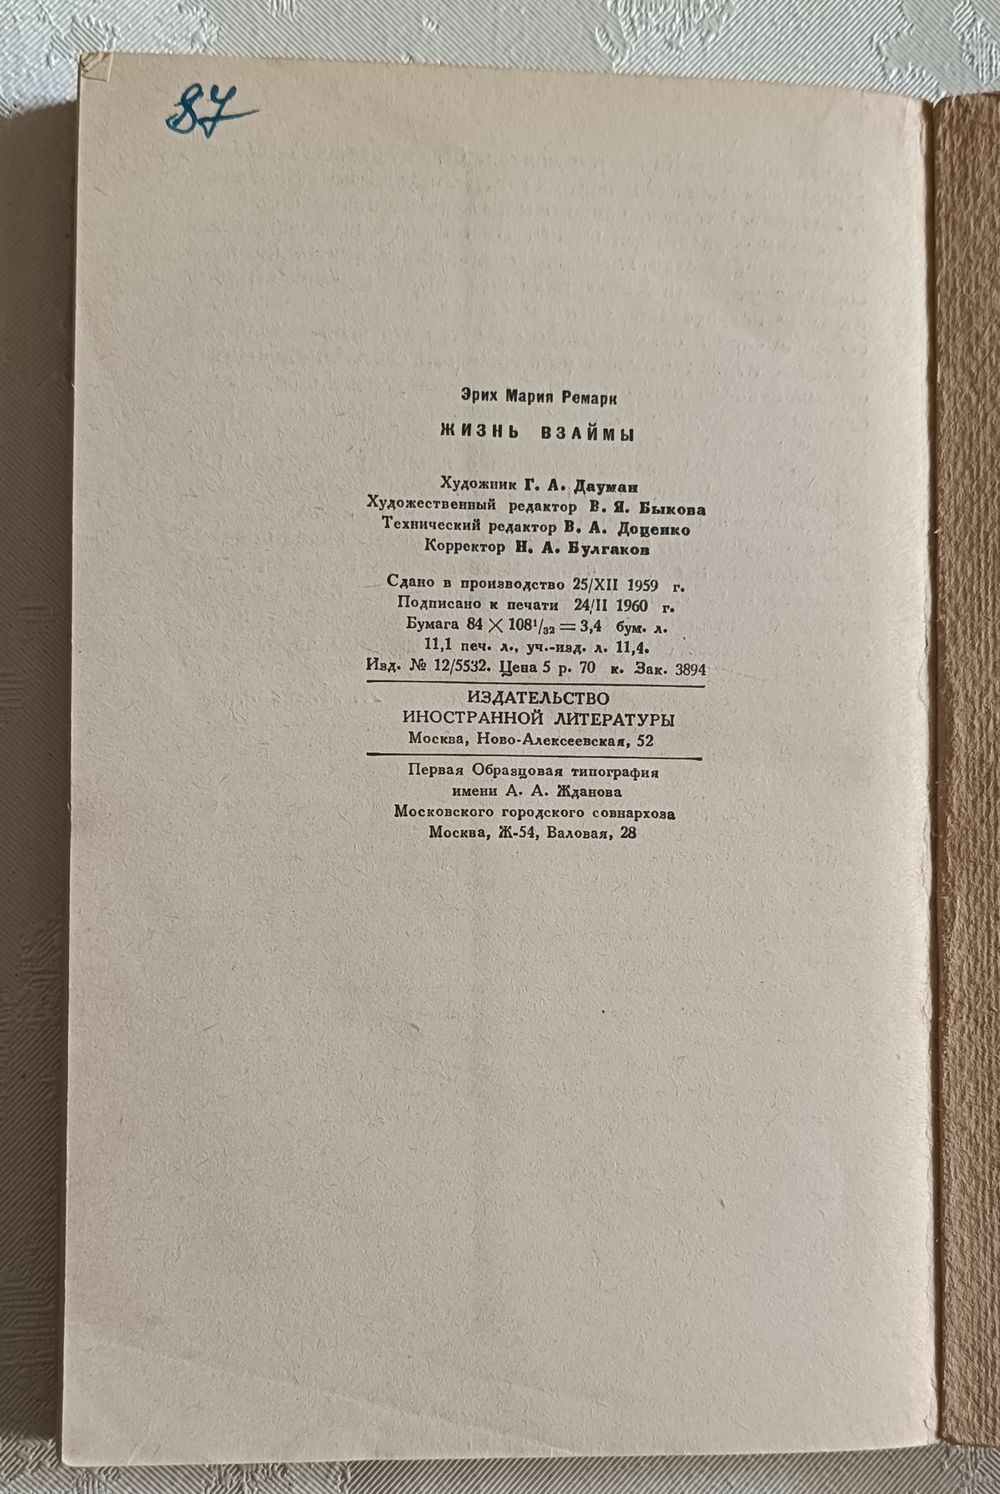 87
Эрих Мария Ремарк
ЖИЗНЬ ВЗАЙМЫ
Художник Г. А. Дауман
Художественный редактор В. Я. Быкова
Технический редактор В. А. Доценко
Корректор Н. А. Булгаков
Сдано в производство 25/XII 1959 г.
Подписано к печати 24/II 1960 г.
Бумага 84 × 108¹/₃₂ = 3,4 бум. л.
11,1 печ. л., уч.-изд. л. 11,4.
Изд. № 12/5532. Цена 5 р. 70 к. Зак. 3894
ИЗДАТЕЛЬСТВО
ИНОСТРАННОЙ ЛИТЕРАТУРЫ
Москва, Ново-Алексеевская, 52
Первая Образцовая типография
имени А. А. Жданова
Московского городского совнархоза
Москва, Ж-54, Валовая, 28